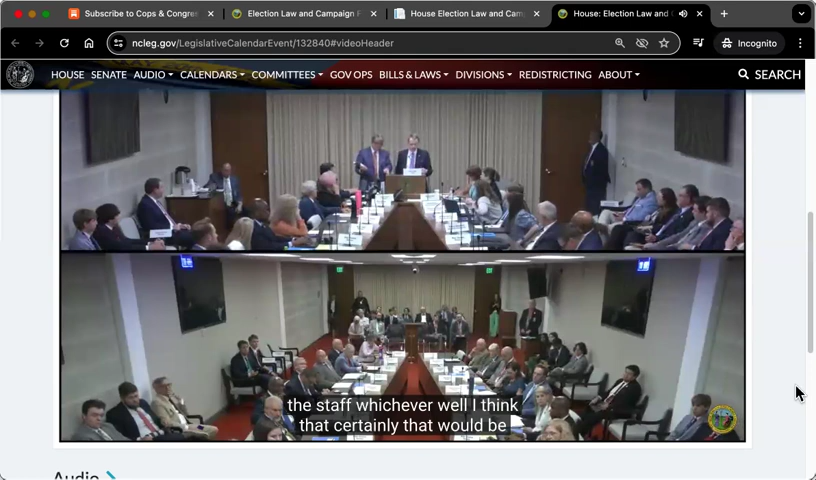 Subscribe to Cops & Congre
Election Law and Campaign F
House Election Law and Cam
House: Election Law and
ncleg.gov/LegislativeCalendarEvent/132840#videoHeader
Incognito
HOUSE SENATE AUDIO CALENDARS COMMITTEES GOV OPS BILLS & LAWS DIVISIONS REDISTRICTING ABOUT SEARCH
the staff whichever well I think
that certainly that would be
Audio